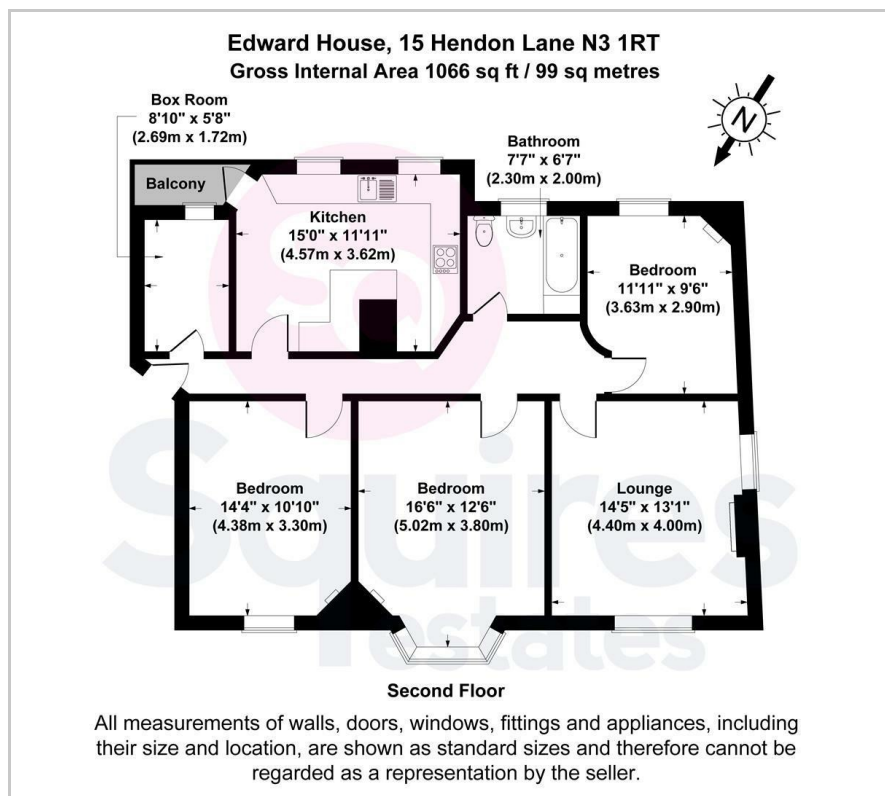 Edward House, 15 Hendon Lane N3 1RT
Gross Internal Area 1066 sq ft / 99 sq metres
N
Box Room
8'10" x 5'8"
(2.69m x 1.72m)
Bathroom
7'7" x 6'7"
(2.30m x 2.00m)
Balcony
Kitchen
15'0" x 11'11"
(4.57m x 3.62m)
Bedroom
11'11" x 9'6"
(3.63m x 2.90m)
Bedroom
14'4" x 10'10"
(4.38m x 3.30m)
Bedroom
16'6" x 12'6"
(5.02m x 3.80m)
Lounge
14'5" x 13'1"
(4.40m x 4.00m)
Squires
estates
Second Floor
All measurements of walls, doors, windows, fittings and appliances, including
their size and location, are shown as standard sizes and therefore cannot be
regarded as a representation by the seller.